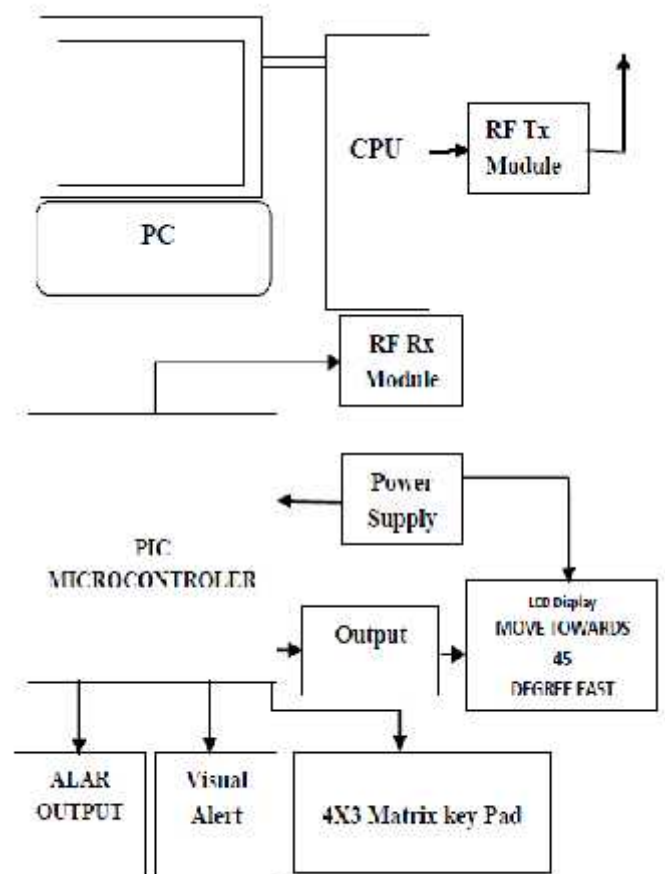 CPU
RF Tx
Module
PC
RF Rx
Module
Power
Supply
PIC
MICROCONTROLER
Output
LCD Display
MOVE TOWARDS
45
DEGREE EAST
ALAR
OUTPUT
Visual
Alert
4X3 Matrix key Pad